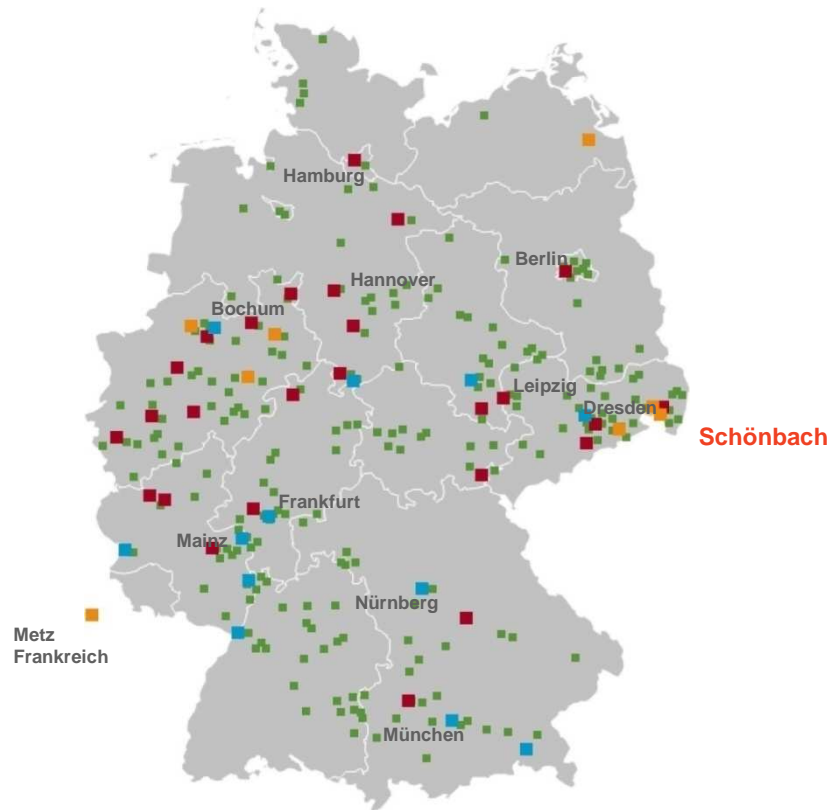 Hamburg
Berlin
Hannover
Bochum
Leipzig
Dresden
Schönbach
Frankfurt
Mainz
Nürnberg
Metz
Frankreich
München